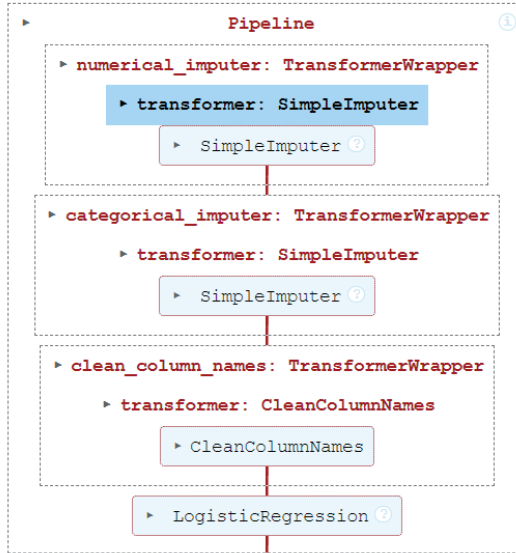 Pipeline
numerical_imputer: TransformerWrapper
transformer: SimpleImputer
SimpleImputer ?
categorical_imputer: TransformerWrapper
transformer: SimpleImputer
SimpleImputer ?
clean_column_names: TransformerWrapper
transformer: CleanColumnNames
CleanColumnNames
LogisticRegression ?